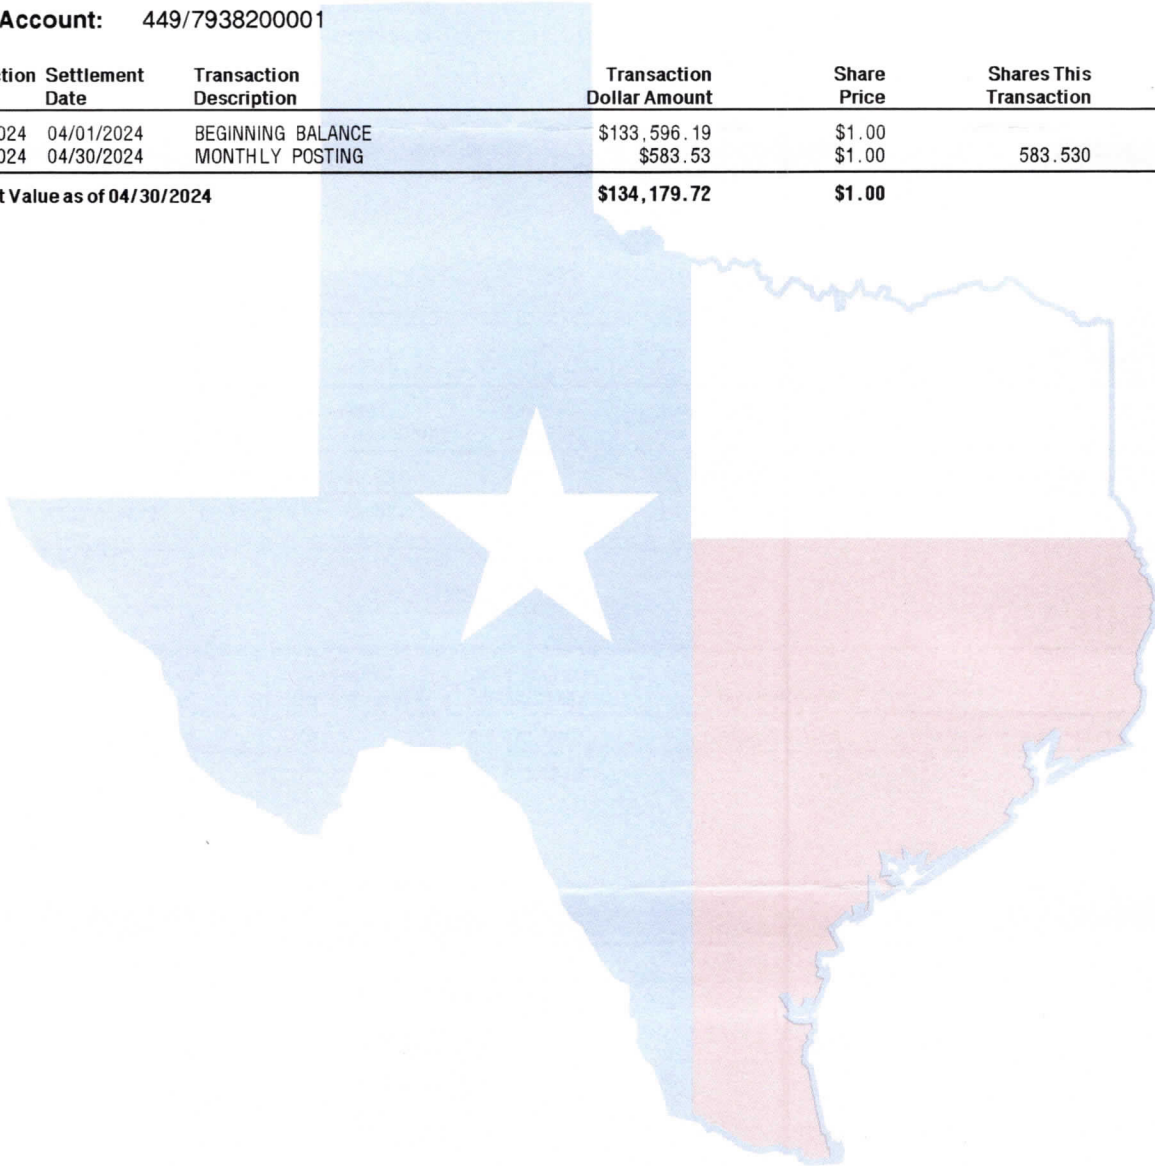 Account: 449/7938200001
Settlement Transaction Transaction Share Shares This
Date Description Dollar Amount Price Transaction
04/01/2024 BEGINNING BALANCE $133,596.19 $1.00
04/30/2024 MONTHLY POSTING $583.53 $1.00 583.530
Value as of 04/30/2024 $134,179.72 $1.00